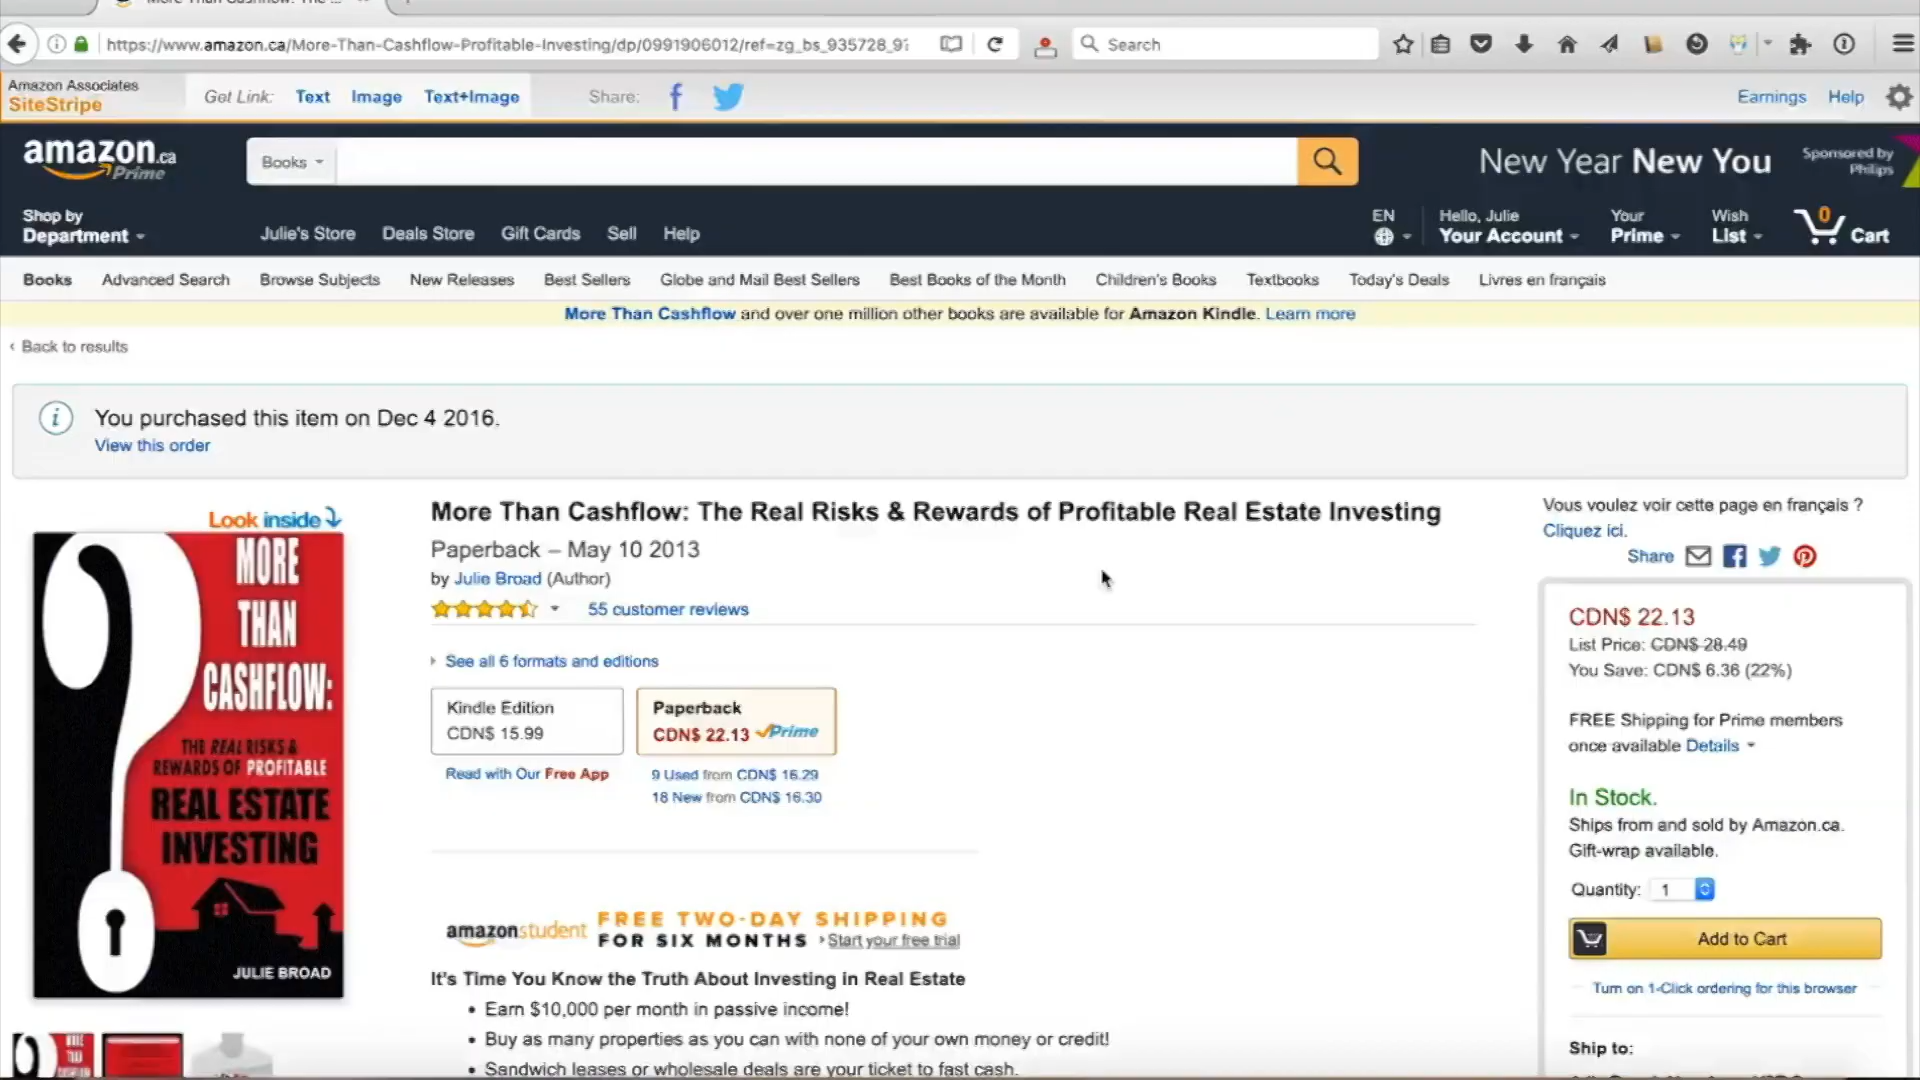 https://www.amazon.ca/More-Than-Cashflow-Profitable-Investing/dp/0991906012/ref=zg_bs_935728_9
Search
Amazon Associates
SiteStripe
Get Link: Text Image Text+Image
Share:
Earnings Help
amazon.ca
Prime
Books
New Year New You
Sponsored by
Philips
Shop by
Department
Julie's Store Deals Store Gift Cards Sell Help
EN
Hello, Julie
Your Account
Your
Prime
Wish
List
0
Cart
Books Advanced Search Browse Subjects New Releases Best Sellers Globe and Mail Best Sellers Best Books of the Month Children's Books Textbooks Today's Deals Livres en français
More Than Cashflow and over one million other books are available for Amazon Kindle. Learn more
‹ Back to results
You purchased this item on Dec 4 2016.
View this order
Look inside
MORE
THAN
CASHFLOW:
THE REAL RISKS &
REWARDS OF PROFITABLE
REAL ESTATE
INVESTING
JULIE BROAD
More Than Cashflow: The Real Risks & Rewards of Profitable Real Estate Investing
Paperback – May 10 2013
by Julie Broad (Author)
55 customer reviews
See all 6 formats and editions
Kindle Edition
CDN$ 15.99
Read with Our Free App
Paperback
CDN$ 22.13 Prime
9 Used from CDN$ 16.29
18 New from CDN$ 16.30
amazonstudent
FREE TWO-DAY SHIPPING
FOR SIX MONTHS › Start your free trial
It's Time You Know the Truth About Investing in Real Estate
• Earn $10,000 per month in passive income!
• Buy as many properties as you can with none of your own money or credit!
• Sandwich leases or wholesale deals are your ticket to fast cash.
Vous voulez voir cette page en français ?
Cliquez ici.
Share
CDN$ 22.13
List Price: CDN$ 28.49
You Save: CDN$ 6.36 (22%)
FREE Shipping for Prime members
once available Details
In Stock.
Ships from and sold by Amazon.ca.
Gift-wrap available.
Quantity: 1
Add to Cart
Turn on 1-Click ordering for this browser
Ship to: